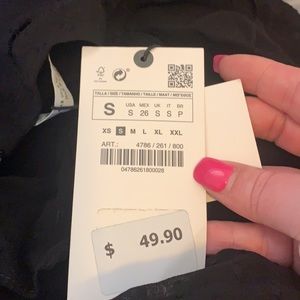 TALLA / SIZE / TAMANHO / TAILLE / MAAT /
S
USA MEX UK IT BR
S 26 S S P
XS S M L XL XXL
ART.: 4786 / 261 / 800
04786261800028
$ 49.90